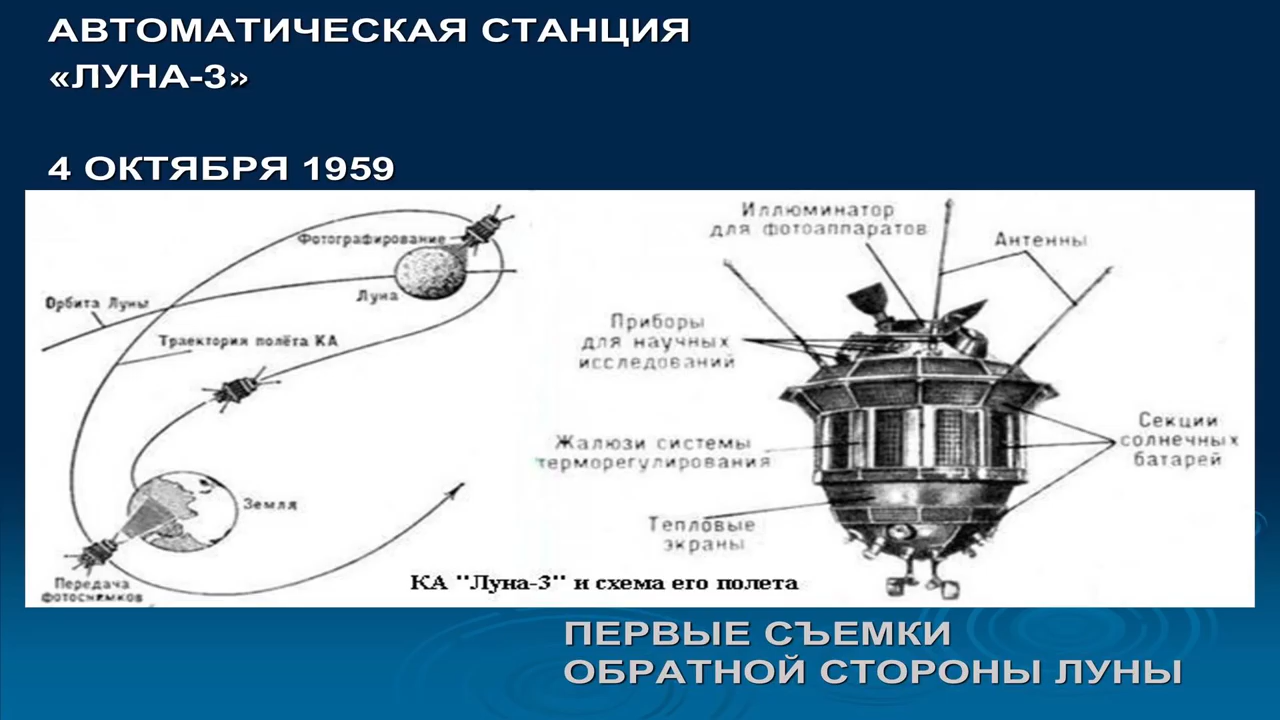 АВТОМАТИЧЕСКАЯ СТАНЦИЯ
«ЛУНА-3»
4 ОКТЯБРЯ 1959
Фотографирование
Луна
Орбита Луны
Траектория полёта КА
Земля
Передача
фотоснимков
Иллюминатор
для фотоаппаратов
Антенны
Приборы
для научных
исследований
Жалюзи системы
терморегулирования
Секции
солнечных
батарей
Тепловые
экраны
КА "Луна-3" и схема его полета
ПЕРВЫЕ СЪЕМКИ
ОБРАТНОЙ СТОРОНЫ ЛУНЫ